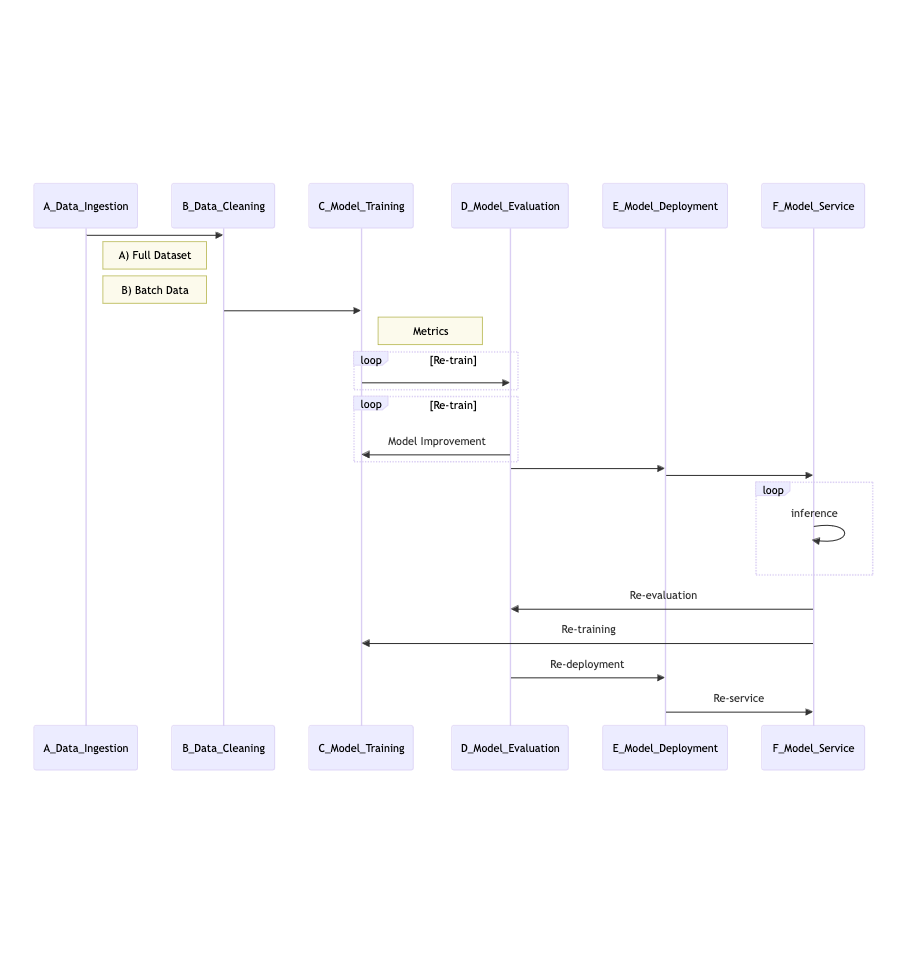 A_Data_Ingestion
B_Data_Cleaning
C_Model_Training
D_Model_Evaluation
E_Model_Deployment
F_Model_Service
A) Full Dataset
B) Batch Data
Metrics
loop
[Re-train]
loop
[Re-train]
Model Improvement
loop
inference
Re-evaluation
Re-training
Re-deployment
Re-service
A_Data_Ingestion
B_Data_Cleaning
C_Model_Training
D_Model_Evaluation
E_Model_Deployment
F_Model_Service